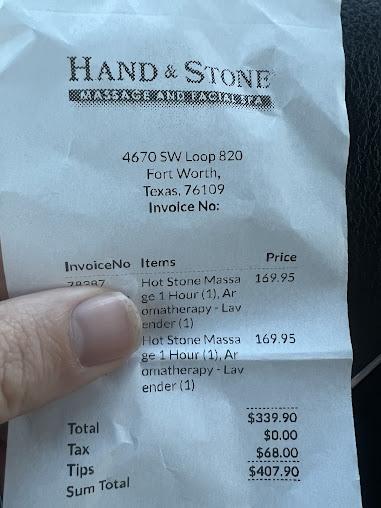 HAND & STONE
MASSAGE AND FACIAL SPA
4670 SW Loop 820
Fort Worth,
Texas, 76109
Invoice No:
InvoiceNo Items Price
78387 Hot Stone Massa 169.95
ge 1 Hour (1), Ar
omatherapy - Lav
ender (1)
Hot Stone Massa 169.95
ge 1 Hour (1), Ar
omatherapy - Lav
ender (1)
Total $339.90
Tax $0.00
Tips $68.00
Sum Total $407.90